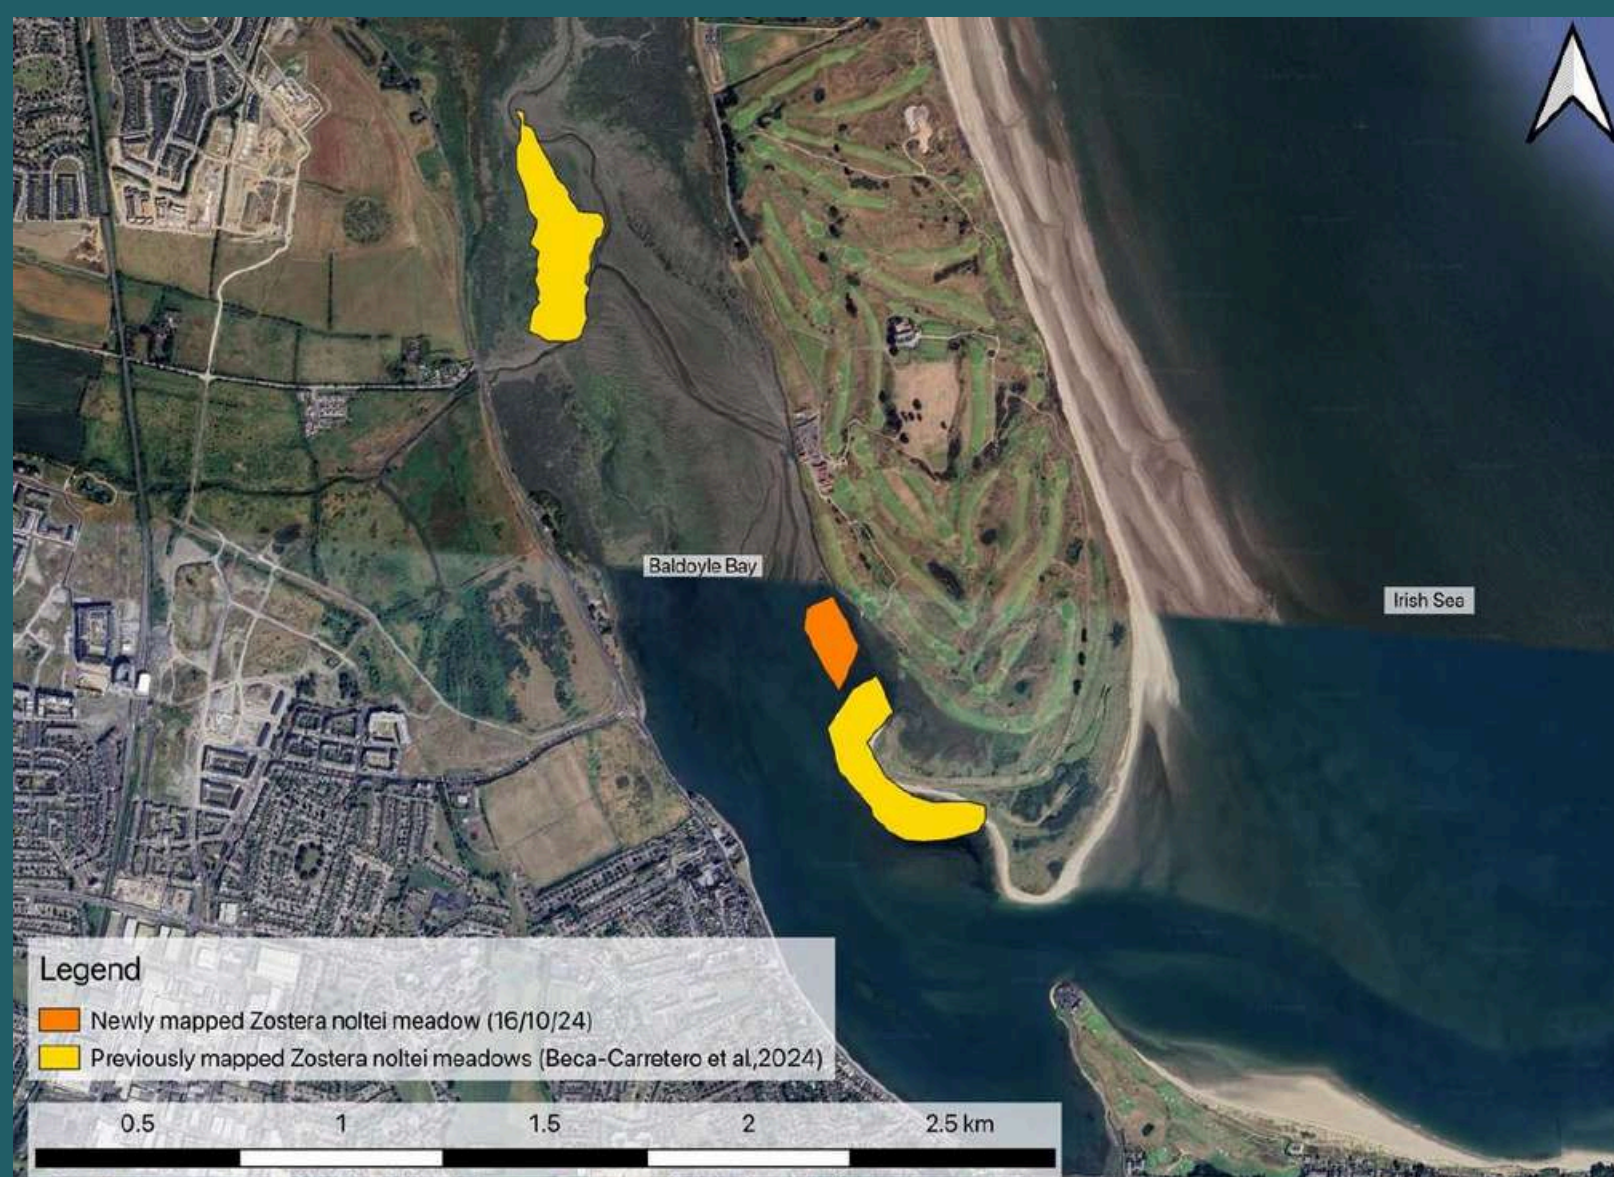 Baldoyle Bay
Irish Sea
Legend
Newly mapped Zostera noltei meadow (16/10/24)
Previously mapped Zostera noltei meadows (Beca-Carretero et al,2024)
0.5 1 1.5 2 2.5 km